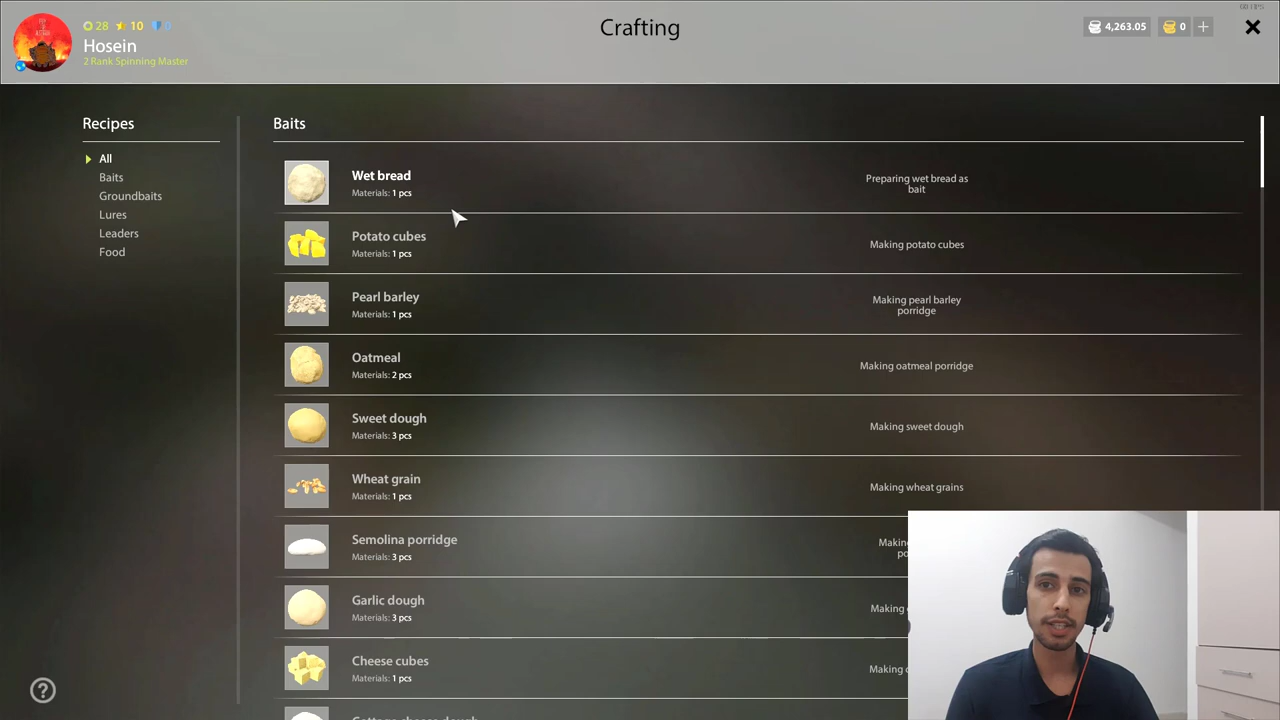 28 10
Hosein
2 Rank Spinning Master
Crafting
4,263.05 0 +
Recipes
All
Baits
Groundbaits
Lures
Leaders
Food
Baits
Wet bread
Materials: 1 pcs
Preparing wet bread as
bait
Potato cubes
Materials: 1 pcs
Making potato cubes
Pearl barley
Materials: 1 pcs
Making pearl barley
porridge
Oatmeal
Materials: 2 pcs
Making oatmeal porridge
Sweet dough
Materials: 3 pcs
Making sweet dough
Wheat grain
Materials: 1 pcs
Making wheat grains
Semolina porridge
Materials: 3 pcs
Making
Garlic dough
Materials: 3 pcs
Making
Cheese cubes
Materials: 1 pcs
Making
?